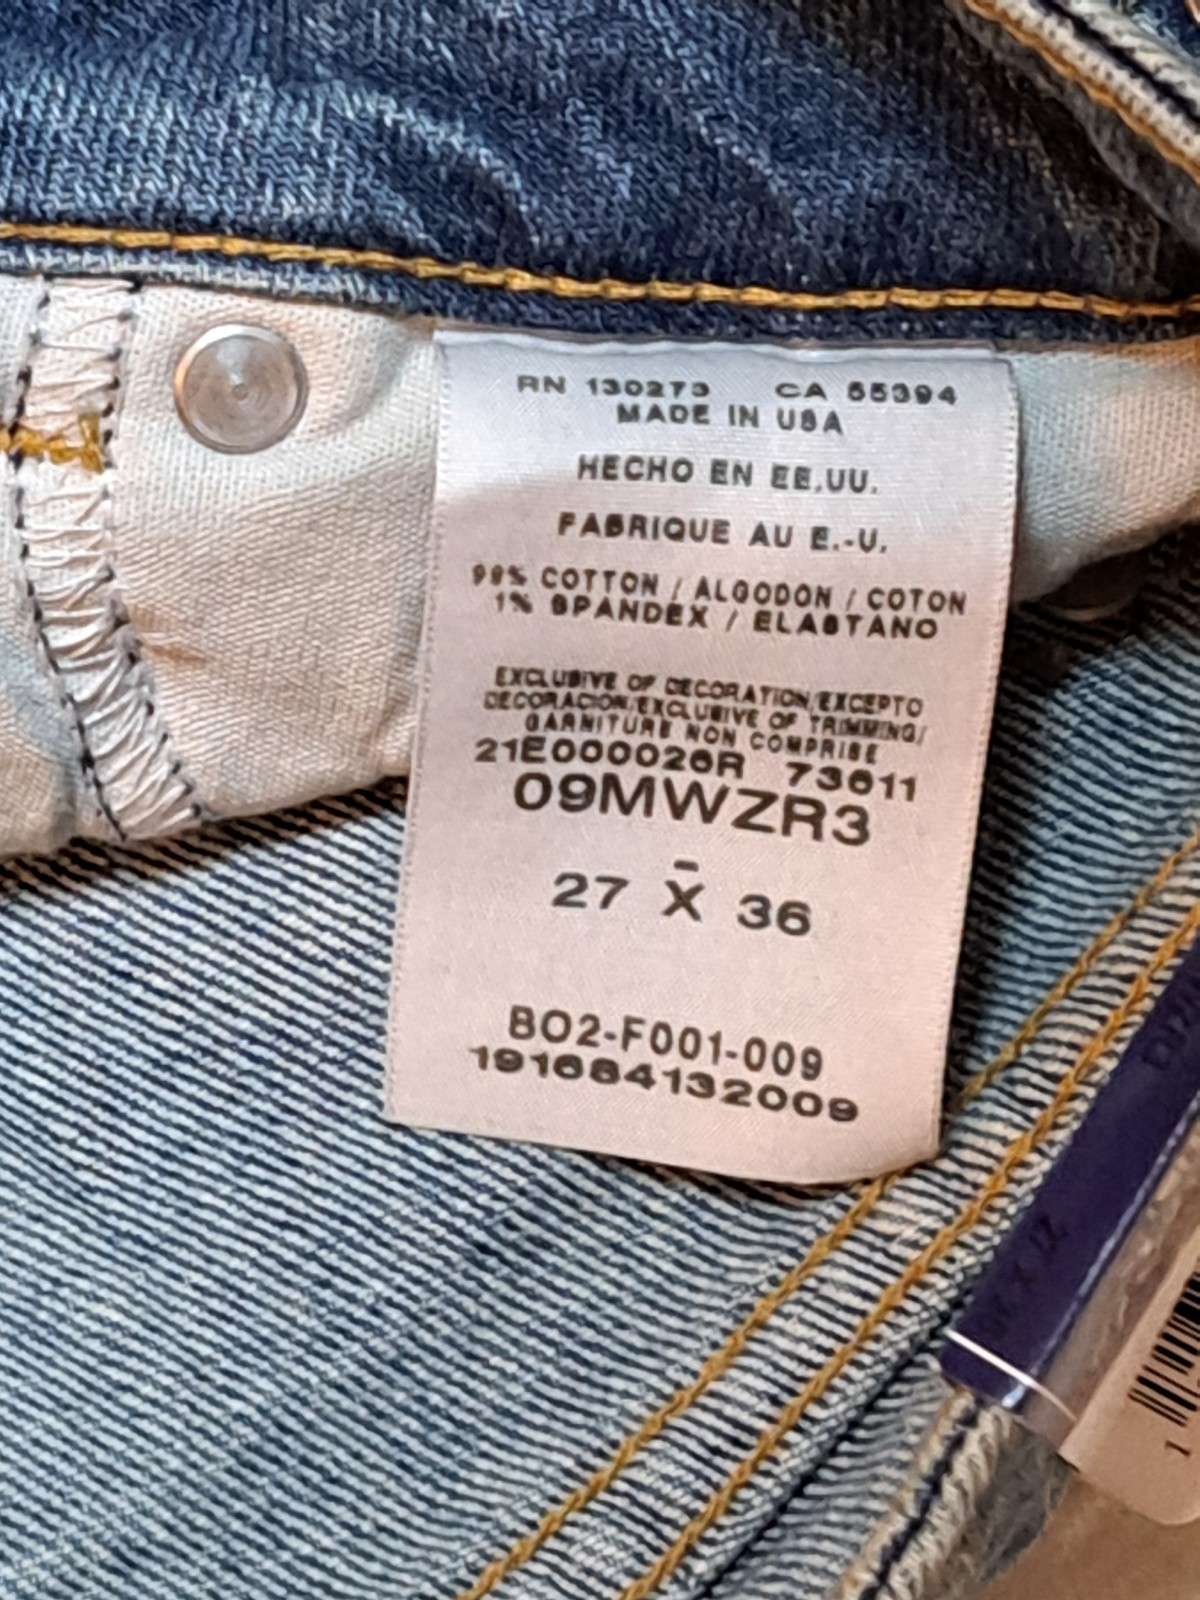 RN 130273 CA 55394
MADE IN USA
HECHO EN EE.UU.
FABRIQUE AU E.-U.
99% COTTON / ALGODON / COTON
1% SPANDEX / ELASTANO
EXCLUSIVE OF DECORATION/EXCEPTO
DECORACION/EXCLUSIVE OF TRIMMING/
GARNITURE NON COMPRISE
21E000026R 73611
09MWZR3
-
27 X 36
B02-F001-009
191684132009
1